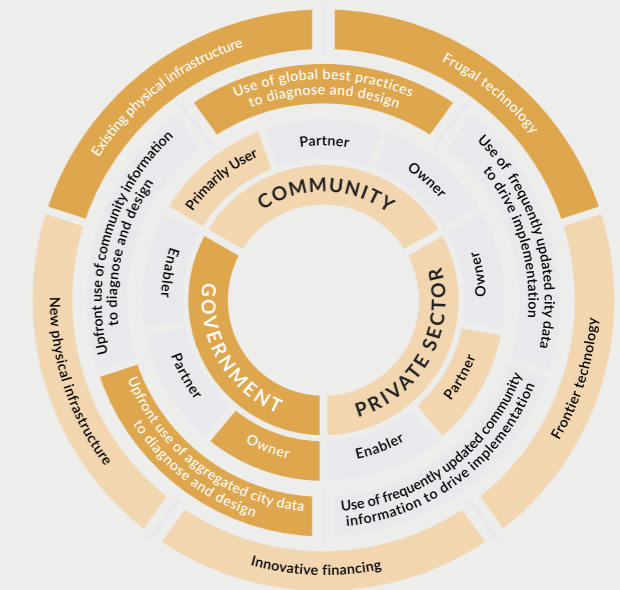 Existing physical infrastructure
Frugal technology
Frontier technology
Innovative financing
New physical infrastructure
Use of global best practices
to diagnose and design
Use of frequently updated city data
to drive implementation
Use of frequently updated community
information to drive implementation
Upfront use of aggregated city data
to diagnose and design
Upfront use of community information
to diagnose and design
Primarily User
Partner
Owner
Owner
Partner
Enabler
Owner
Partner
Enabler
COMMUNITY
PRIVATE SECTOR
GOVERNMENT